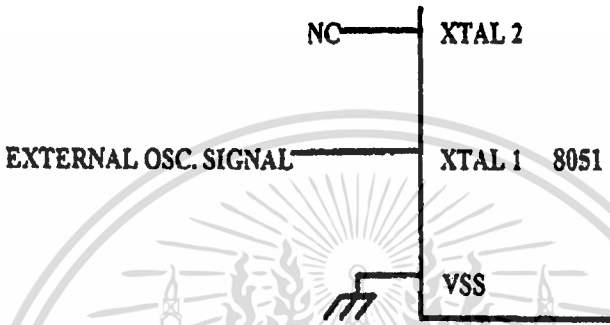 NC XTAL 2
EXTERNAL OSC. SIGNAL XTAL 1 8051
VSS